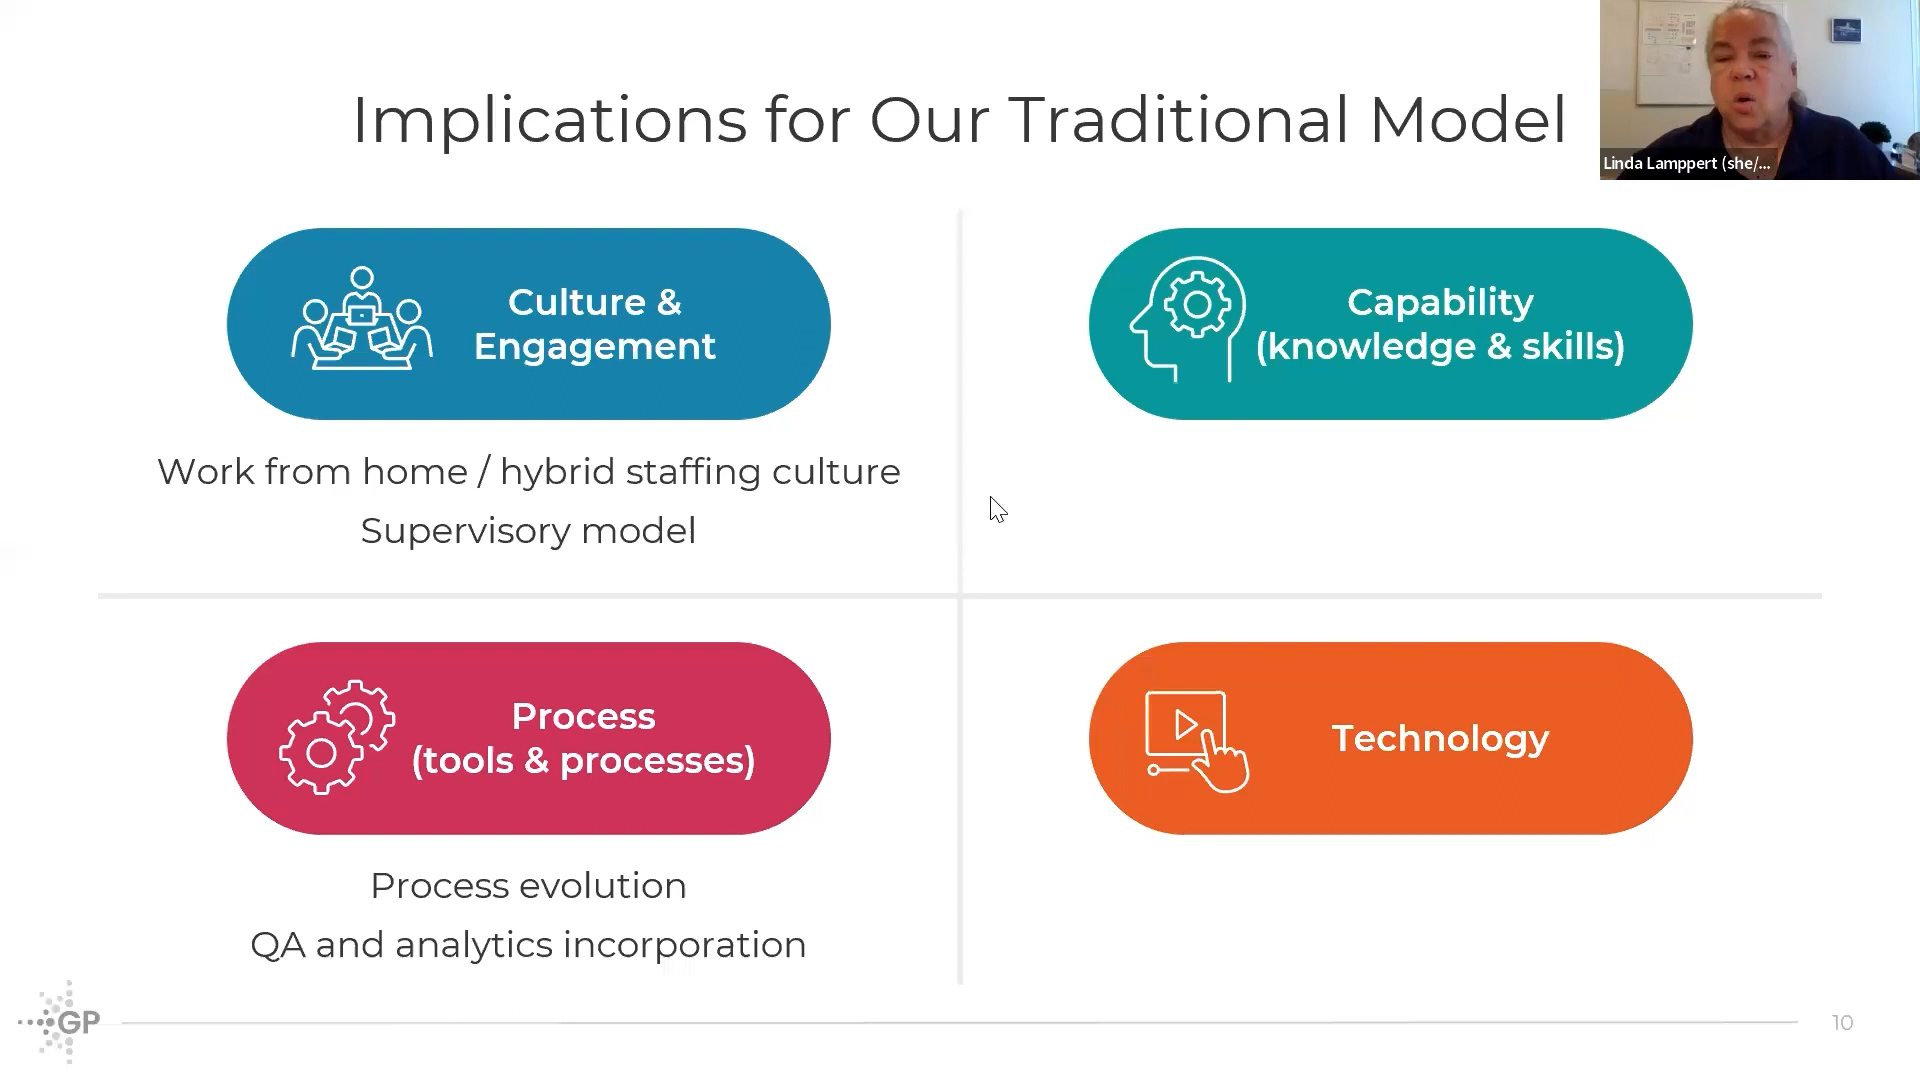 Implications for Our Traditional Model
Linda Lamppert (she/...
Culture &
Engagement
Work from home / hybrid staffing culture
Supervisory model
Capability
(knowledge & skills)
Process
(tools & processes)
Process evolution
QA and analytics incorporation
Technology
GP
10